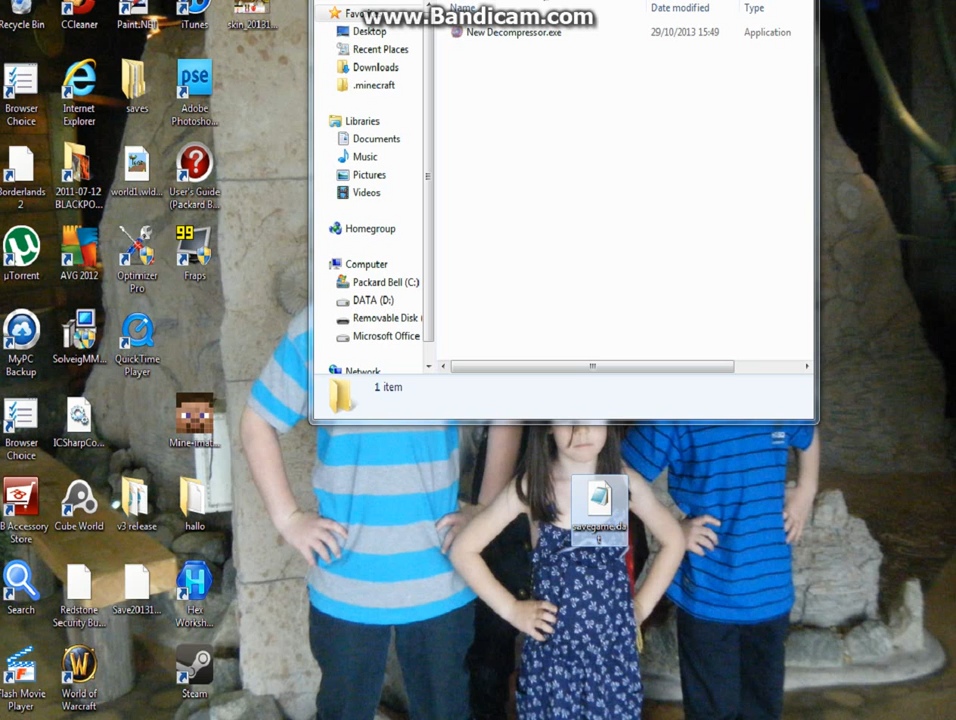 www.Bandicam.com
Name
Date modified
Type
New Decompressor.exe
29/10/2013 15:49
Application
Desktop
Recent Places
Downloads
.minecraft
Libraries
Documents
Music
Pictures
Videos
Homegroup
Computer
Packard Bell (C:)
DATA (D:)
Removable Disk
Microsoft Office
Network
1 item
Recycle Bin
CCleaner
Paint.NET
iTunes
skin_20131...
Browser
Choice
Internet
Explorer
saves
pse
Adobe
Photosho...
Borderlands
2
2011-07-12
BLACKPO...
world1.wld...
User's Guide
(Packard B...
µTorrent
AVG 2012
Optimizer
Pro
99
Fraps
MyPC
Backup
SolveigMM...
QuickTime
Player
Browser
Choice
ICSharpCo...
Mine-imat...
Accessory
Store
Cube World
v3 release
hallo
savegame.da
t
Search
Redstone
Security Bu...
Save20131...
Hex
Worksh...
Flash Movie
Player
World of
Warcraft
Steam